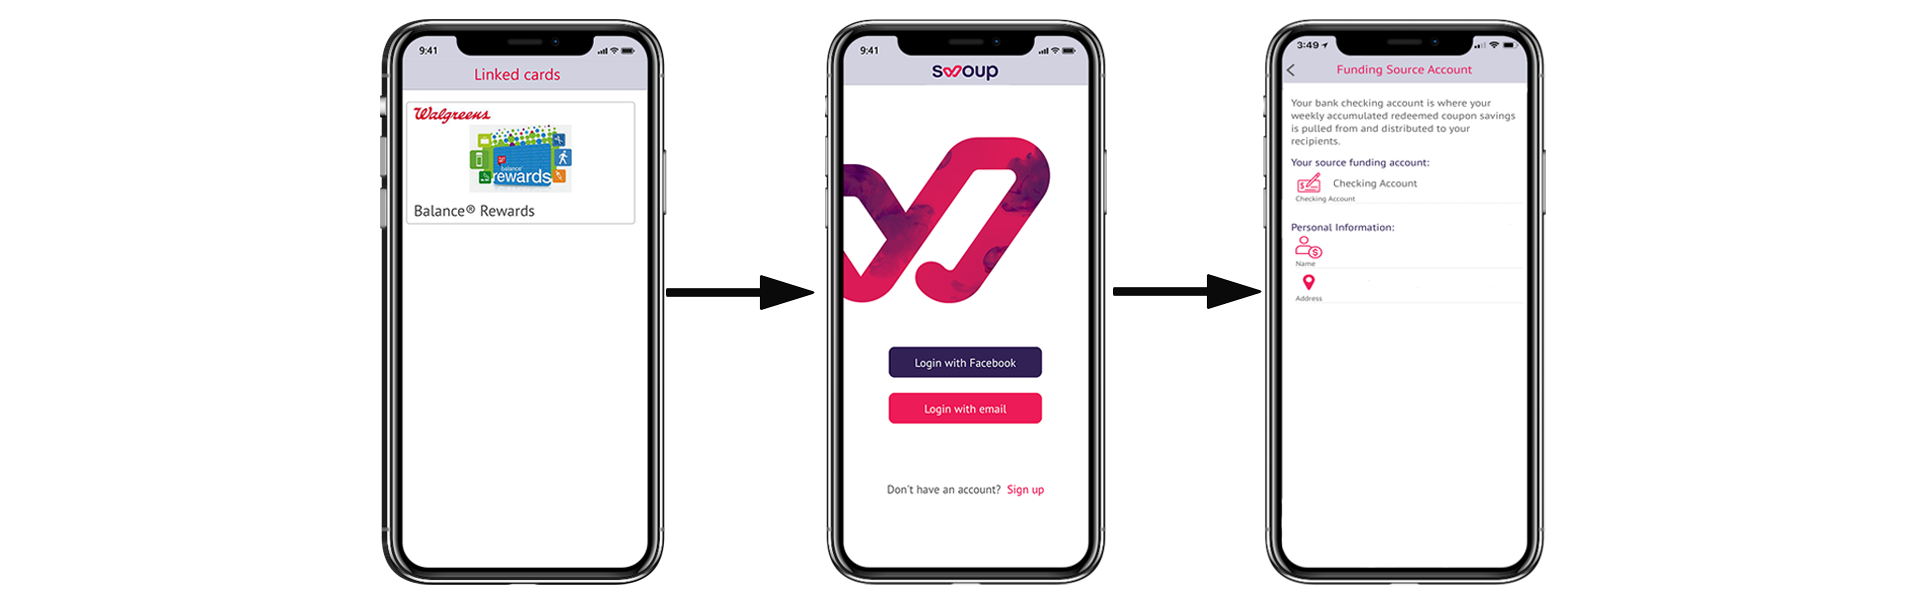 9:41
Linked cards
Walgreens
balance
rewards
Balance® Rewards
9:41
swoup
Login with Facebook
Login with email
Don't have an account? Sign up
3:49
Funding Source Account
Your bank checking account is where your
weekly accumulated redeemed coupon savings
is pulled from and distributed to your
recipients.
Your source funding account:
Checking Account
Checking Account
Personal Information:
Name
Address